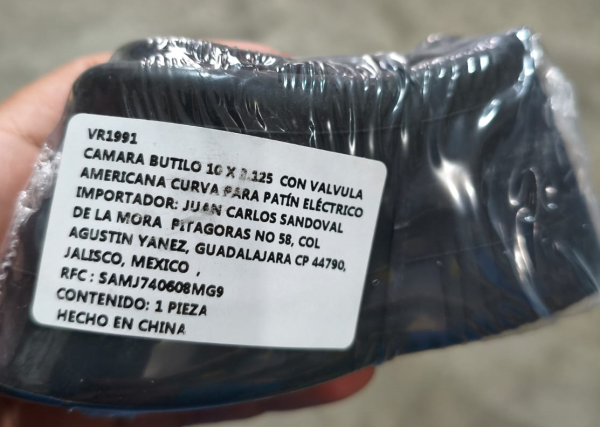 VR1991
CAMARA BUTILO 10 X 2.125 CON VALVULA
AMERICANA CURVA PARA PATÍN ELÉCTRICO
IMPORTADOR: JUAN CARLOS SANDOVAL
DE LA MORA PITAGORAS NO 58, COL
AGUSTIN YANEZ, GUADALAJARA CP 44790,
JALISCO, MEXICO ,
RFC : SAMJ740608MG9
CONTENIDO: 1 PIEZA
HECHO EN CHINA